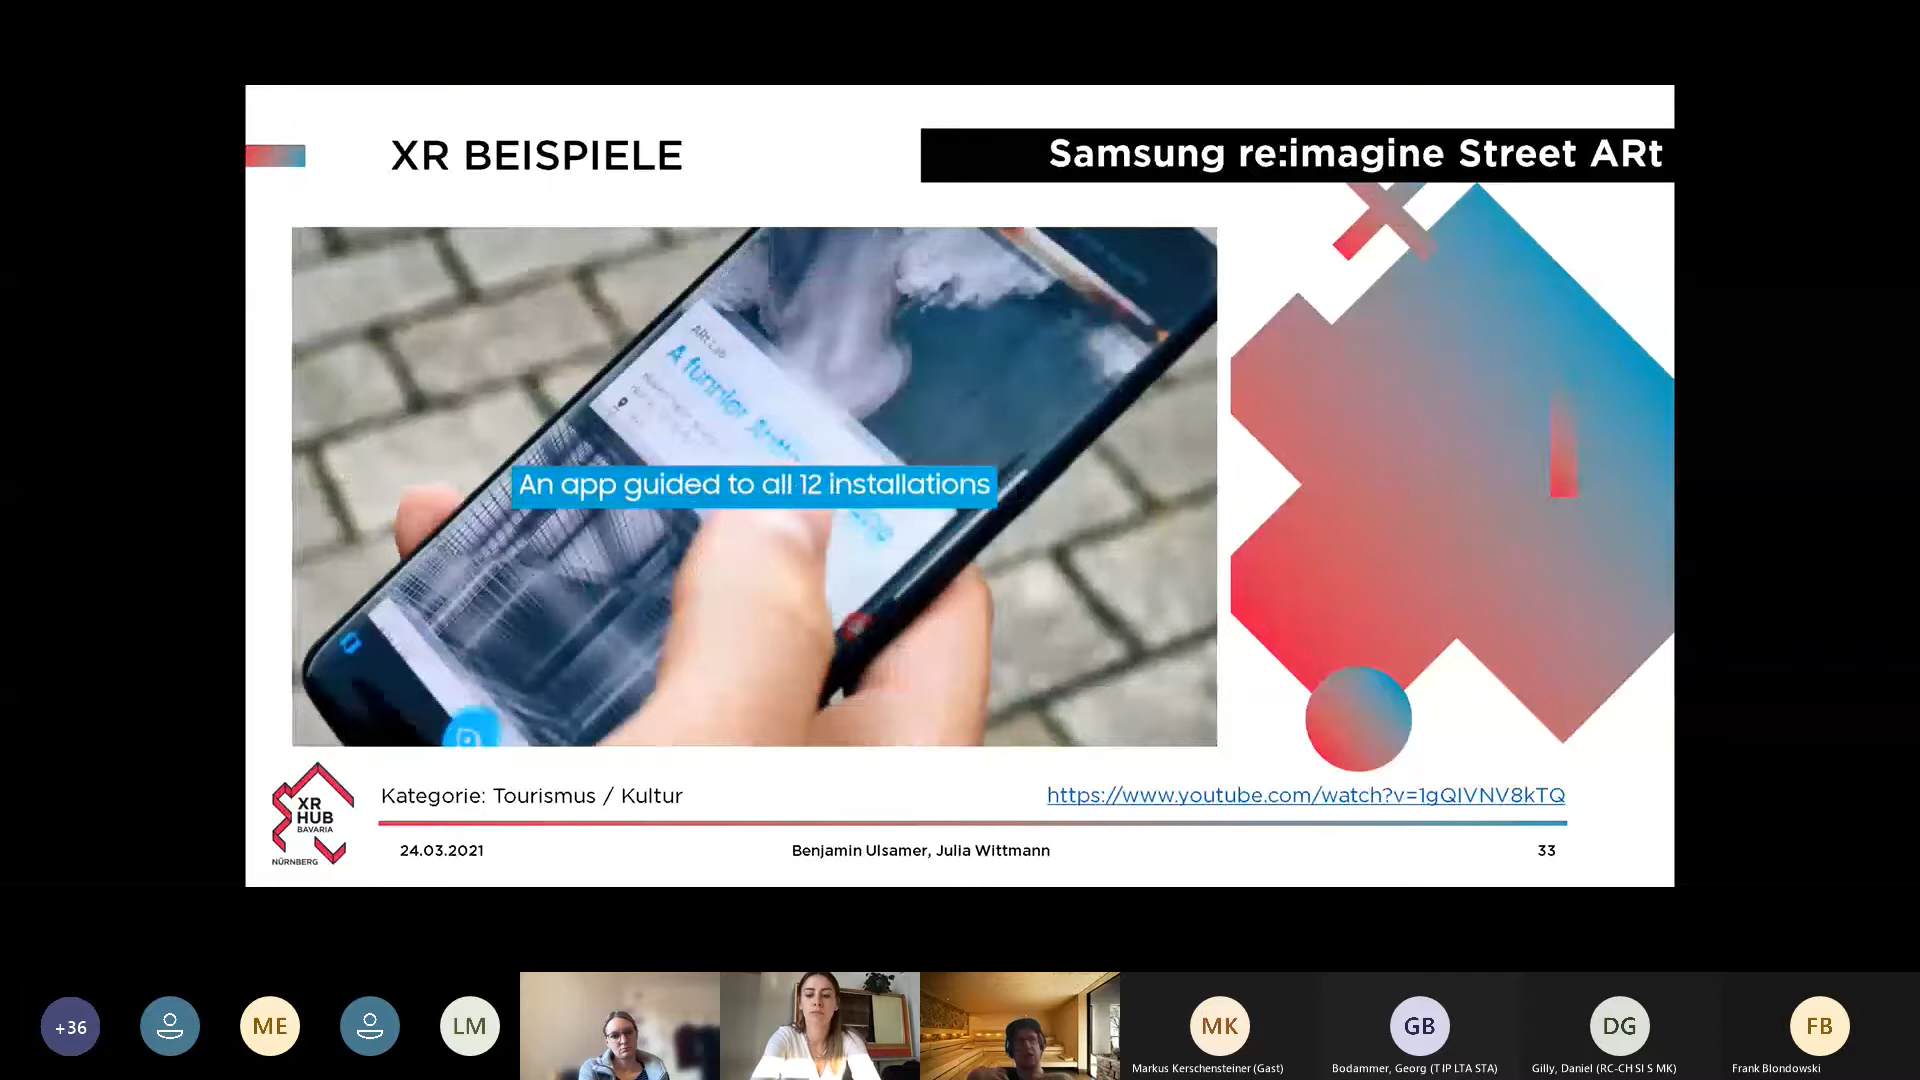 XR BEISPIELE
Samsung re:imagine Street ARt
ARt Lab
A funnier
An app guided to all 12 installations
XR
HUB
BAVARIA
NÜRNBERG
Kategorie: Tourismus / Kultur
https://www.youtube.com/watch?v=1gQIVNV8kTQ
24.03.2021
Benjamin Ulsamer, Julia Wittmann
33
+36
ME
LM
MK
GB
DG
FB
Markus Kerschensteiner (Gast)
Bodammer, Georg (T IP LTA STA)
Gilly, Daniel (RC-CH SI S MK)
Frank Blondowski